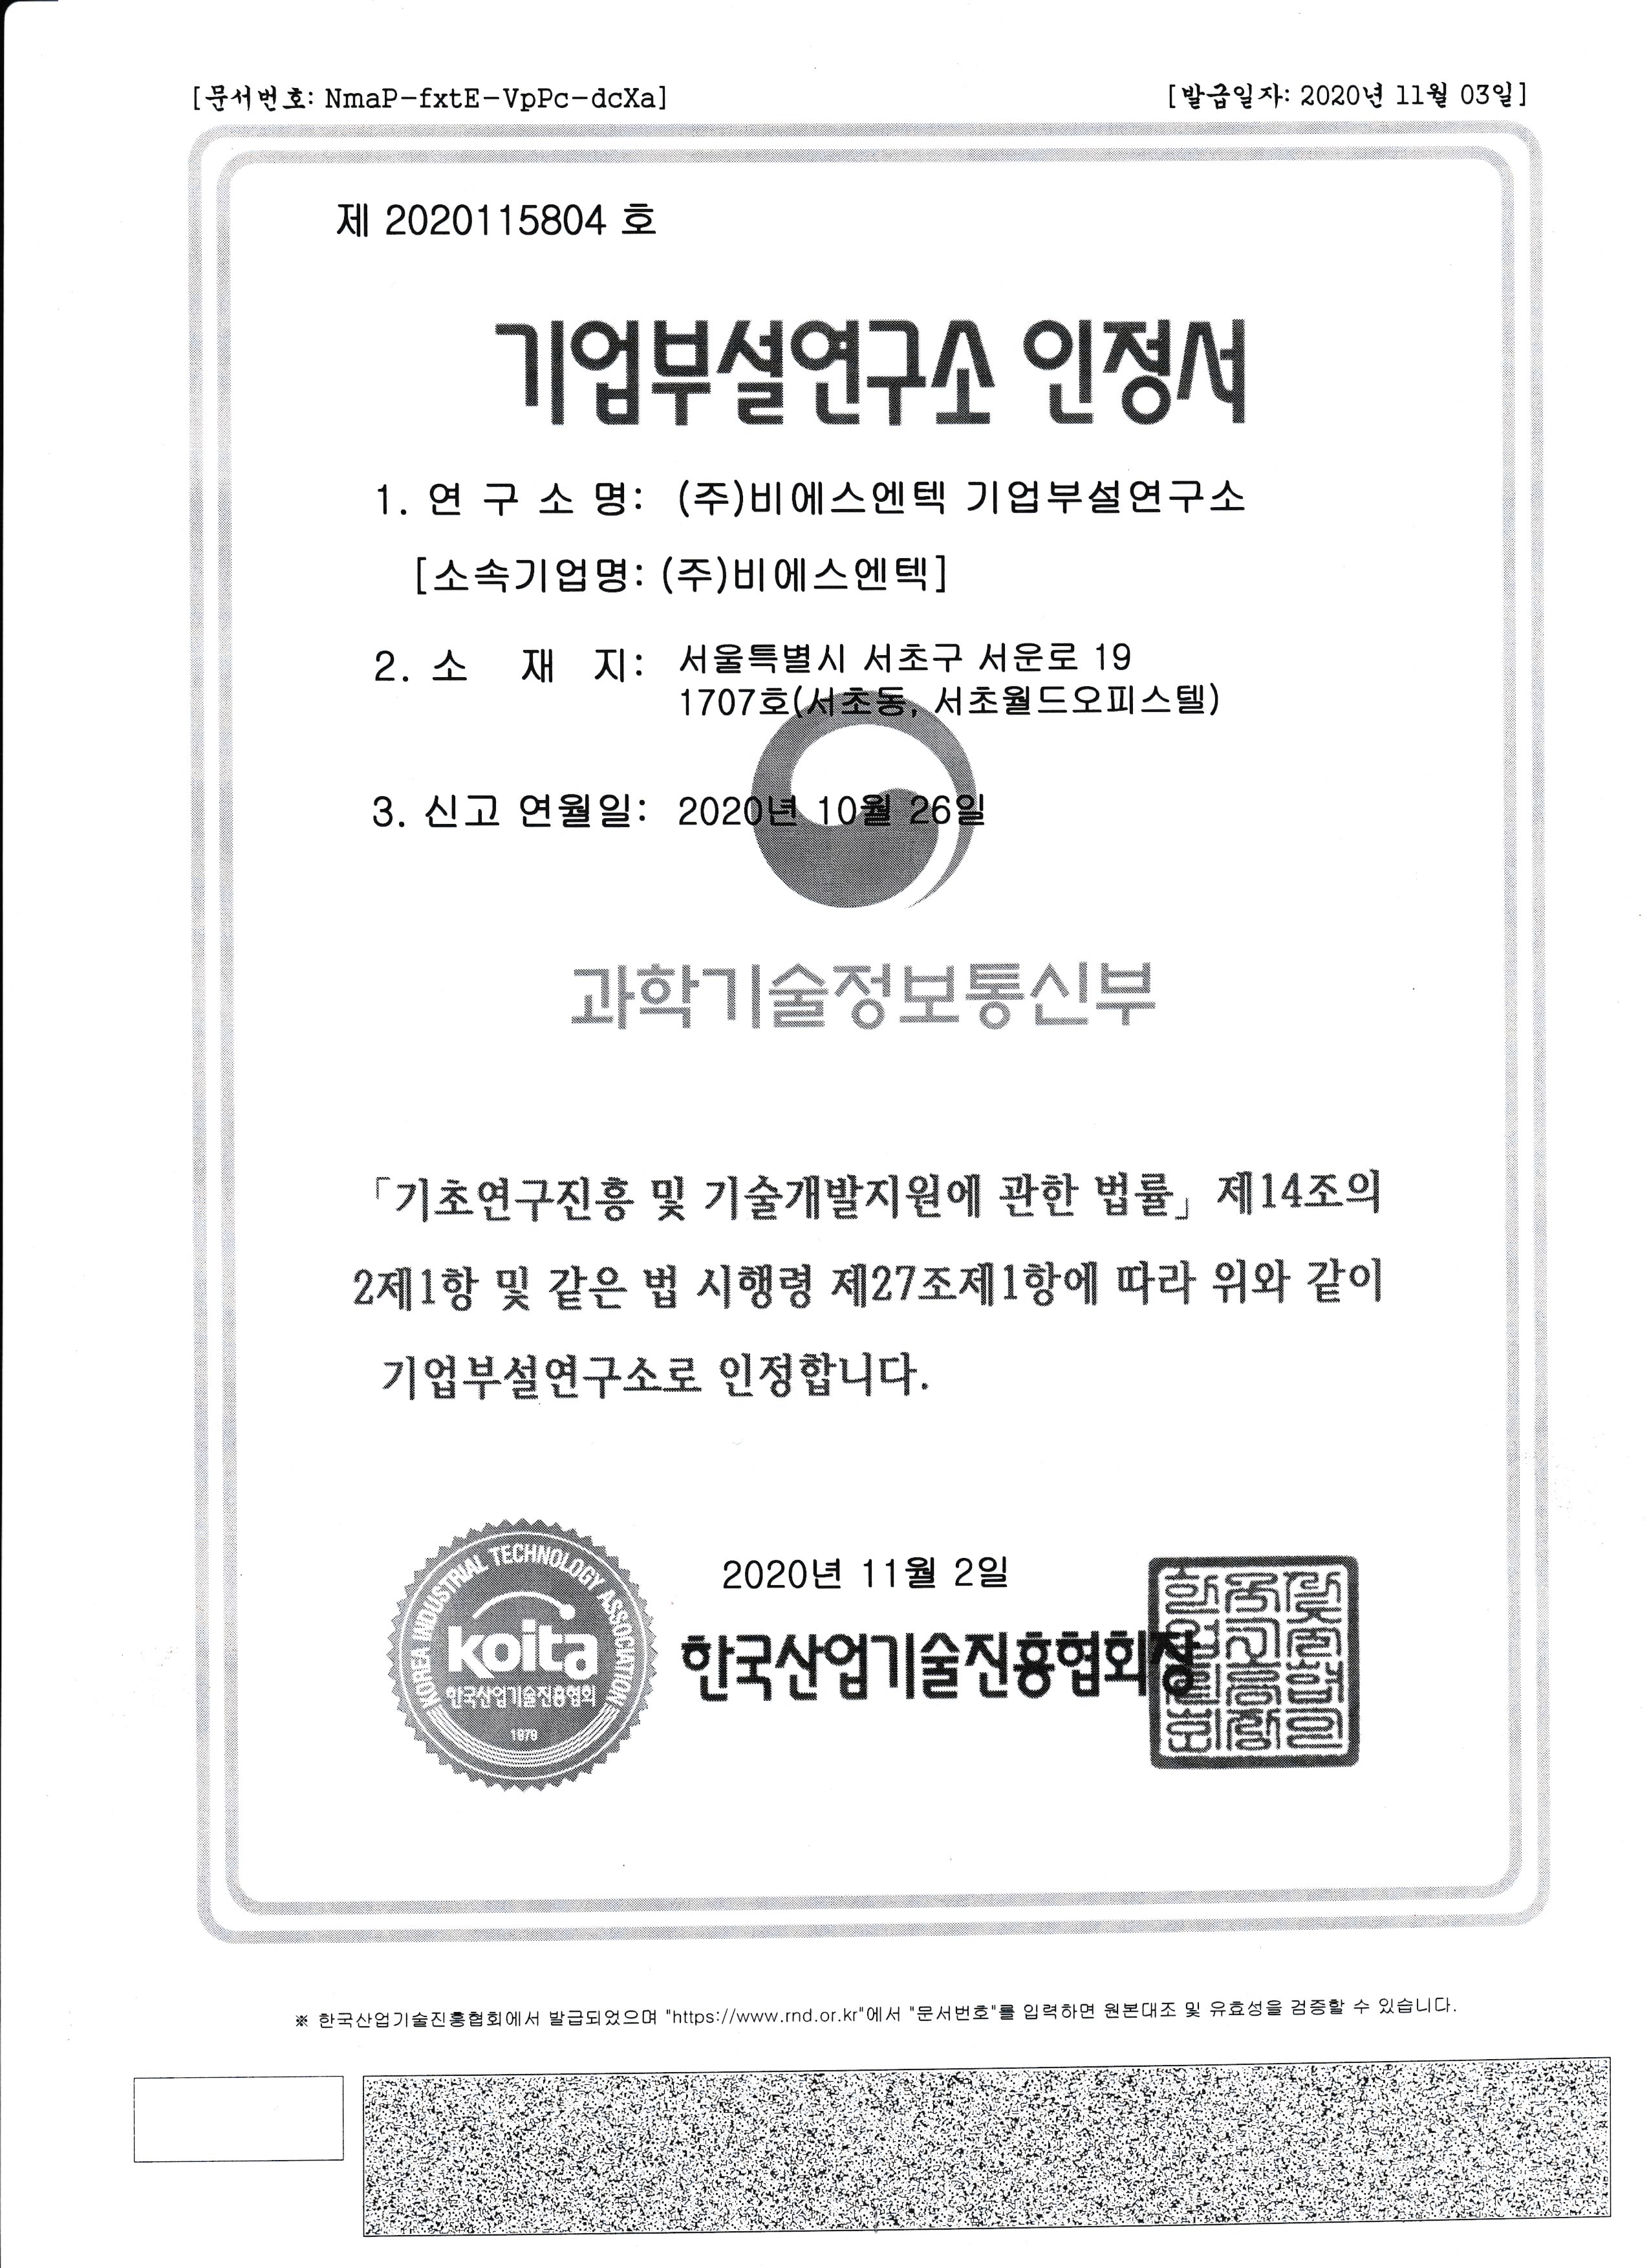 [문서번호: NmaP-fxtE-VpPc-dcXa]
[발급일자: 2020년 11월 03일]
제 2020115804 호
기업부설연구소 인정서
1. 연 구 소 명: (주)비에스엔텍 기업부설연구소
[소속기업명: (주)비에스엔텍]
2. 소 재 지: 서울특별시 서초구 서운로 19
1707호(서초동, 서초월드오피스텔)
3. 신고 연월일: 2020년 10월 26일
과학기술정보통신부
「기초연구진흥 및 기술개발지원에 관한 법률」 제14조의
2제1항 및 같은 법 시행령 제27조제1항에 따라 위와 같이
기업부설연구소로 인정합니다.
KOREA INDUSTRIAL TECHNOLOGY ASSOCIATION
koita
한국산업기술진흥협회
1979
2020년 11월 2일
한국산업기술진흥협회장
※ 한국산업기술진흥협회에서 발급되었으며 "https://www.rnd.or.kr"에서 "문서번호"를 입력하면 원본대조 및 유효성을 검증할 수 있습니다.